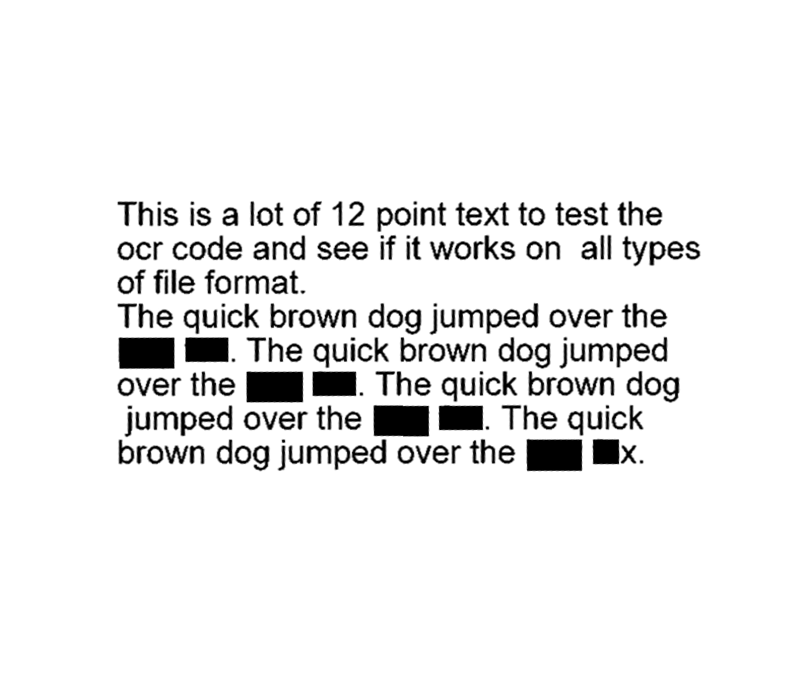 This is a lot of 12 point text to test the
ocr code and see if it works on all types
of file format.
The quick brown dog jumped over the
. The quick brown dog jumped
over the . The quick brown dog
jumped over the . The quick
brown dog jumped over the x.